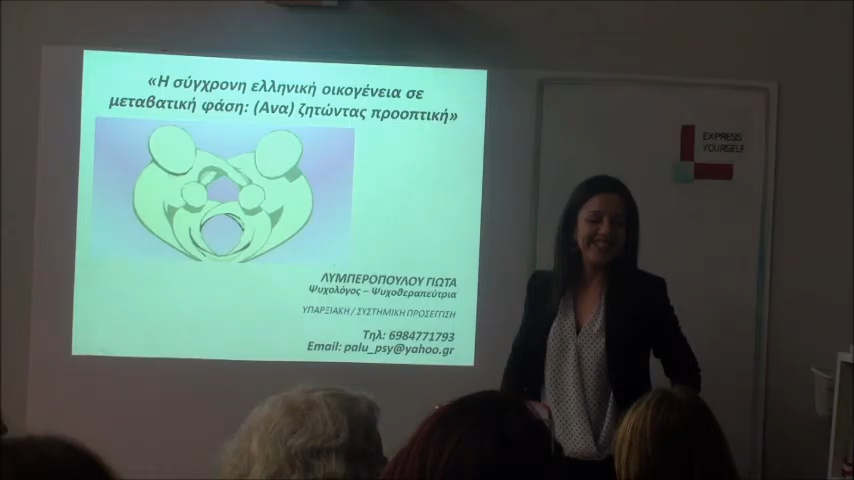 «Η σύγχρονη ελληνική οικογένεια σε
μεταβατική φάση: (Ανα) ζητώντας προοπτική»
ΛΥΜΠΕΡΟΠΟΥΛΟΥ ΓΙΩΤΑ
Ψυχολόγος – Ψυχοθεραπεύτρια
ΥΠΑΡΞΙΑΚΗ / ΣΥΣΤΗΜΙΚΗ ΠΡΟΣΕΓΓΙΣΗ
Τηλ: 6984771793
Email: palu_psy@yahoo.gr
EXPRESS
YOURSELF